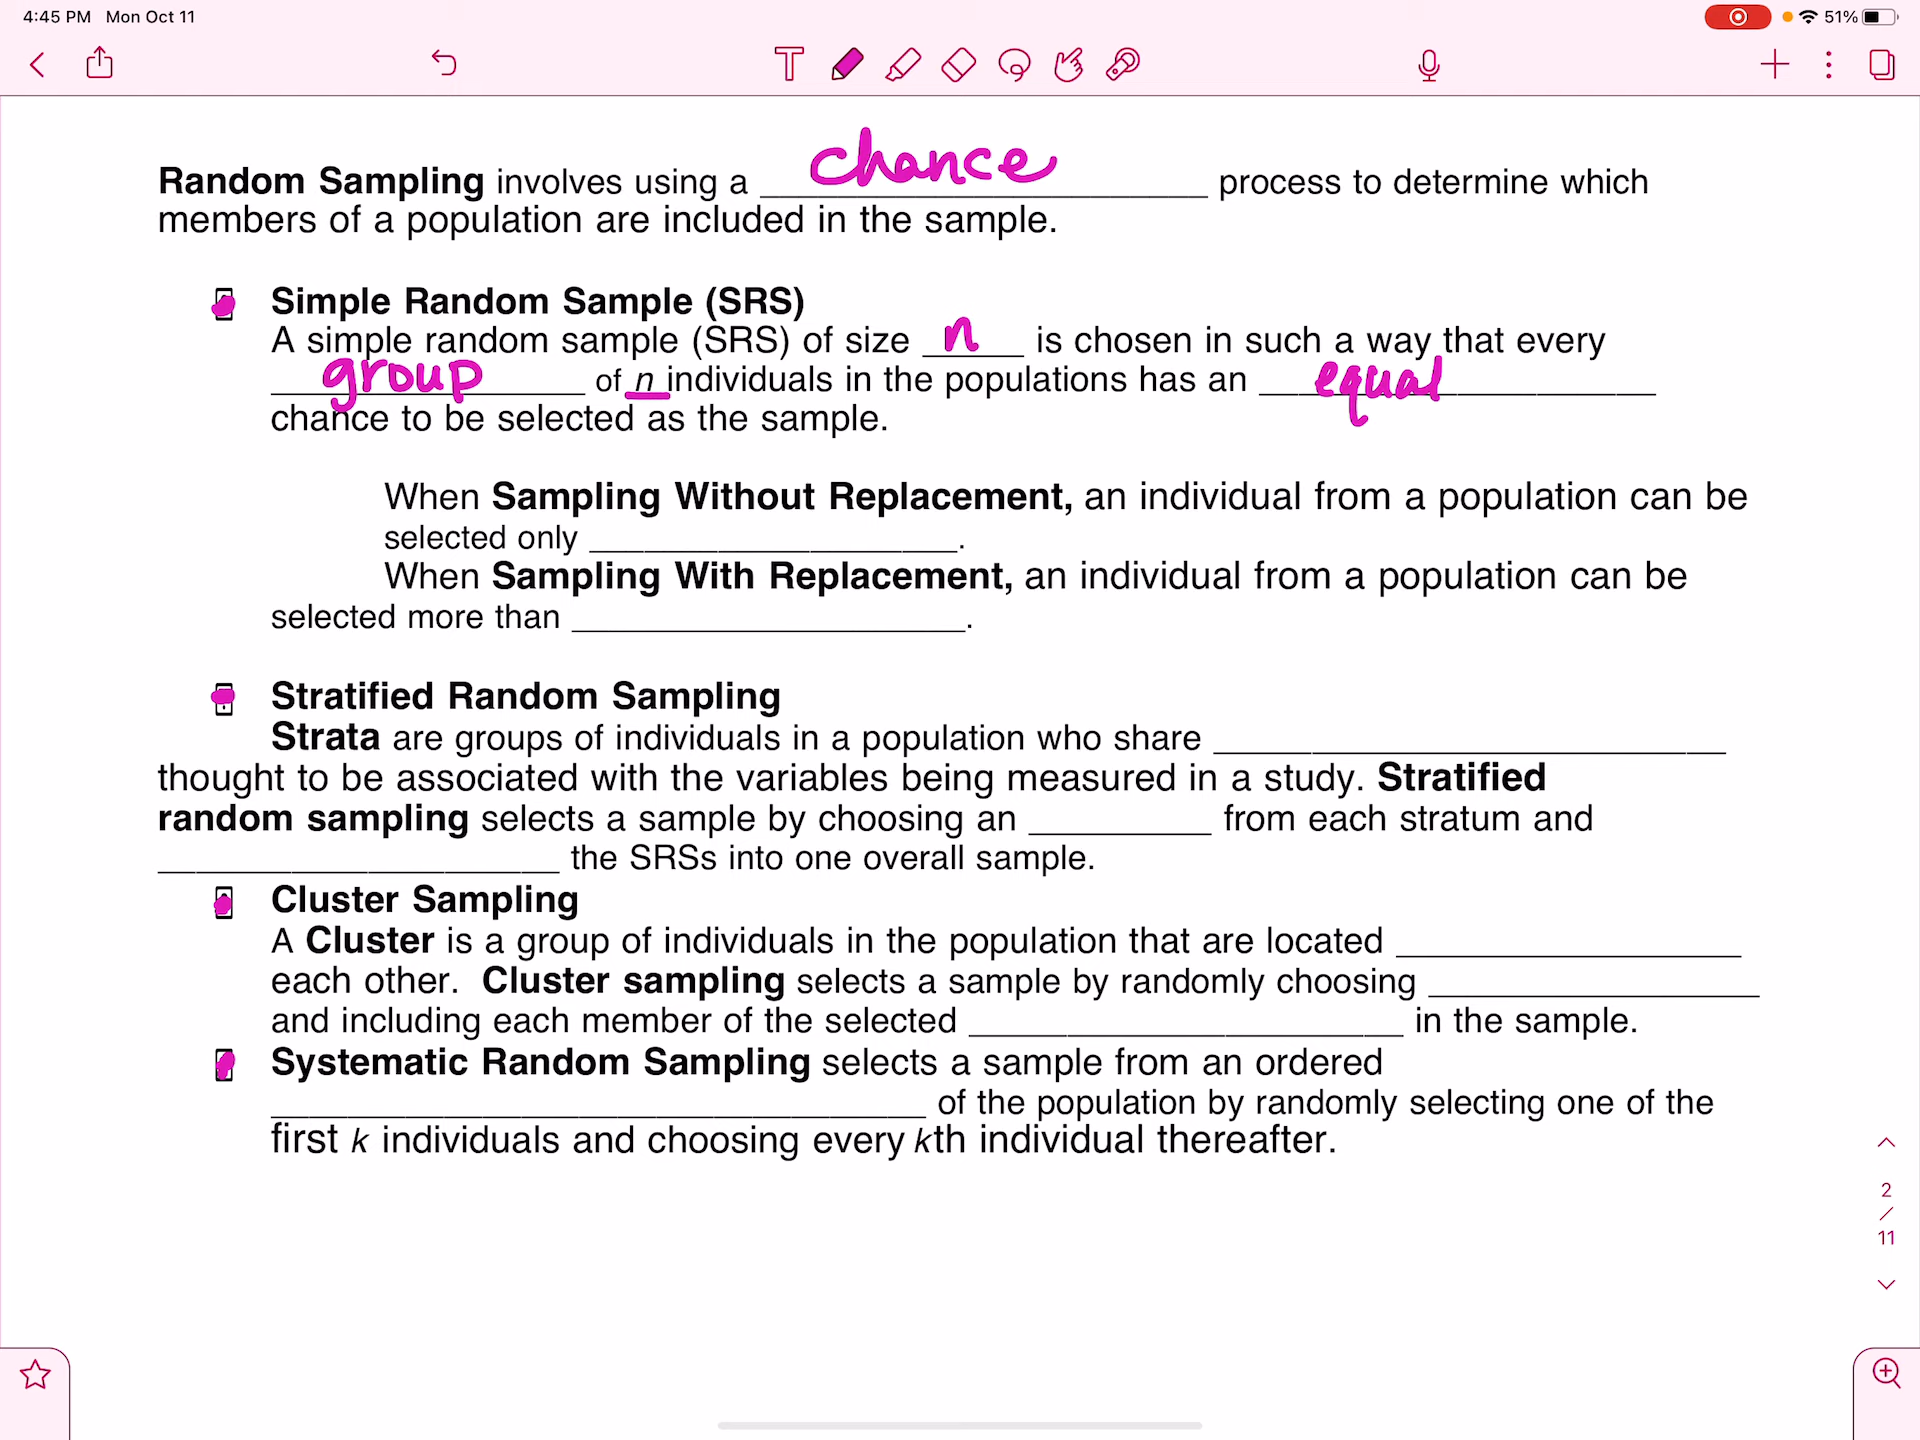 4:45 PM Mon Oct 11
51%
Random Sampling involves using a chance process to determine which
members of a population are included in the sample.
Simple Random Sample (SRS)
A simple random sample (SRS) of size n is chosen in such a way that every
group of n individuals in the populations has an equal
chance to be selected as the sample.
When Sampling Without Replacement, an individual from a population can be
selected only ____________________.
When Sampling With Replacement, an individual from a population can be
selected more than ____________________.
Stratified Random Sampling
Strata are groups of individuals in a population who share ____________________
thought to be associated with the variables being measured in a study. Stratified
random sampling selects a sample by choosing an __________ from each stratum and
____________________ the SRSs into one overall sample.
Cluster Sampling
A Cluster is a group of individuals in the population that are located ____________________
each other. Cluster sampling selects a sample by randomly choosing ____________________
and including each member of the selected ____________________ in the sample.
Systematic Random Sampling selects a sample from an ordered
____________________ of the population by randomly selecting one of the
first k individuals and choosing every kth individual thereafter.
2
/
11